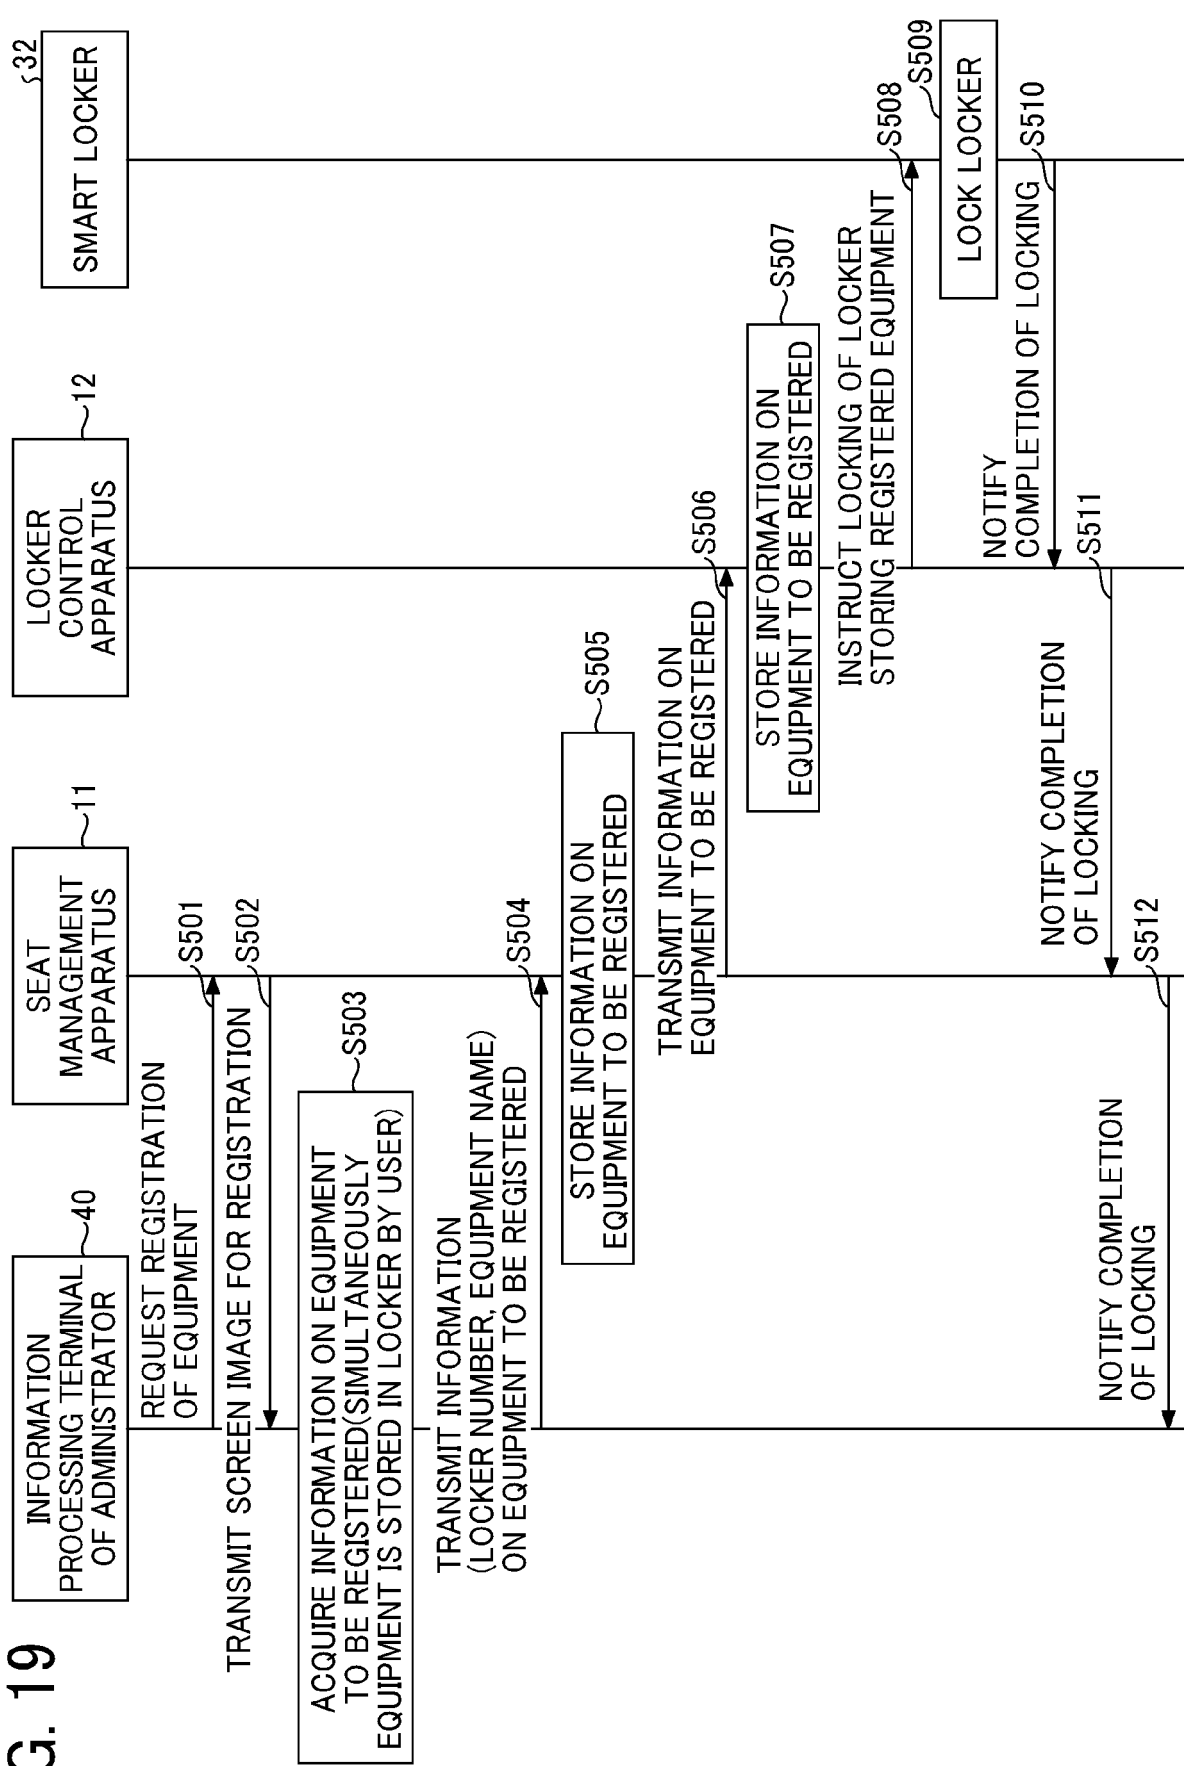 G. 19
INFORMATION
PROCESSING TERMINAL
OF ADMINISTRATOR
40
SEAT
MANAGEMENT
APPARATUS
11
LOCKER
CONTROL
APPARATUS
12
SMART LOCKER
32
REQUEST REGISTRATION
OF EQUIPMENT
S501
TRANSMIT SCREEN IMAGE FOR REGISTRATION
S502
ACQUIRE INFORMATION ON EQUIPMENT
TO BE REGISTERED(SIMULTANEOUSLY
EQUIPMENT IS STORED IN LOCKER BY USER)
S503
TRANSMIT INFORMATION
(LOCKER NUMBER, EQUIPMENT NAME)
ON EQUIPMENT TO BE REGISTERED
S504
STORE INFORMATION ON
EQUIPMENT TO BE REGISTERED
S505
TRANSMIT INFORMATION ON
EQUIPMENT TO BE REGISTERED
S506
STORE INFORMATION ON
EQUIPMENT TO BE REGISTERED
S507
INSTRUCT LOCKING OF LOCKER
STORING REGISTERED EQUIPMENT
S508
LOCK LOCKER
S509
NOTIFY
COMPLETION OF LOCKING
S510
NOTIFY COMPLETION
OF LOCKING
S511
NOTIFY COMPLETION
OF LOCKING
S512